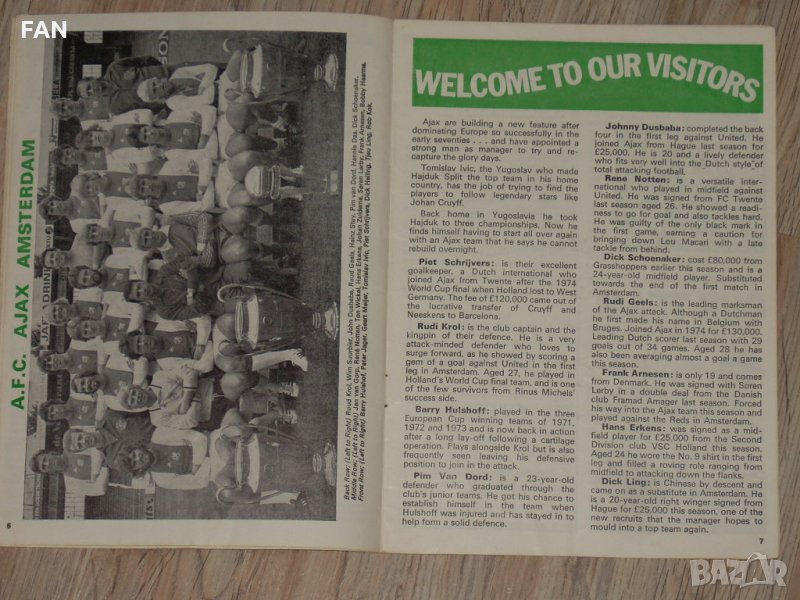 FAN
A.F.C. AJAX AMSTERDAM
6
WELCOME TO OUR VISITORS
Ajax are building a new feature after
dominating Europe so successfully in the
early seventies . . . and have appointed a
strong man as manager to try and re-
capture the glory days.
Tomislav Ivic, the Yugoslav who made
Hajduk Split the top team in his home
country, has the job of trying to find the
players to follow legendary stars like
Johan Cruyff.
Back home in Yugoslavia he took
Hajduk to three championships. Now he
finds himself having to start all over again
with an Ajax team that he says he cannot
rebuild overnight.
Piet Schrijvers: is their excellent
goalkeeper, a Dutch international who
joined Ajax from Twente after the 1974
World Cup final when Holland lost to West
Germany. The fee of £120,000 came out of
the lucrative transfer of Cruyff and
Neeskens to Barcelona.
Rudi Krol: is the club captain and the
kingpin of their defence. He is a very
attack-minded defender who loves to
surge forward, as he showed by scoring a
gem of a goal against United in the first
leg in Amsterdam. Aged 27, he played in
Holland's World Cup final team, and is one
of the few survivors from Rinus Michels'
success side.
Barry Hulshoff: played in the three
European Cup winning teams of 1971,
1972 and 1973 and is now back in action
after a long lay-off following a cartilage
operation. Plays alongside Krol but is also
frequently seen leaving his defensive
position to join in the attack.
Pim Van Dord: is a 23-year-old
defender who graduated through the
club's junior teams. He got his chance to
establish himself in the team when
Hulshoff was injured and has stayed in to
help form a solid defence.
Johnny Dusbaba: completed the back
four in the first leg against United. He
joined Ajax from Hague last season for
£25,000. He is 20 and a lively defender
who fits very well into the Dutch style of
total attacking football.
Rene Notten: is a versatile inter-
national who played in midfield against
United. He was signed from FC Twente
last season aged 26. He showed a readi-
ness to go for goal and also tackles hard.
He was guilty of the only black mark in
the first game, earning a caution for
bringing down Lou Macari with a late
tackle from behind.
Dick Schoenaker: cost £80,000 from
Grasshoppers earlier this season and is a
24-year-old midfield player. Substituted
towards the end of the first match in
Amsterdam.
Rudi Geels: is the leading marksman
of the Ajax attack. Although a Dutchman
he first made his name in Belgium with
Bruges. Joined Ajax in 1974 for £130,000.
Leading Dutch scorer last season with 29
goals out of 34 games. Aged 28 he has
also been averaging almost a goal a game
this season.
Frank Arnesen: is only 19 and comes
from Denmark. He was signed with Soren
Lerby in a double deal from the Danish
club Framad Amager last season. Forced
his way into the Ajax team this season and
played against the Reds in Amsterdam.
Hans Erkens: was signed as a mid-
field player for £25,000 from the Second
Division club VSC Holland this season.
Aged 24 he wore the No. 9 shirt in the first
leg and filled a roving role ranging from
midfield to attacking down the flanks.
Dick Ling: is Chinese by descent and
came on as a substitute in Amsterdam. He
is a 20-year-old right winger signed from
Hague for £25,000 this season, one of the
new recruits that the manager hopes to
mould into a top team again.
7
BAZAR